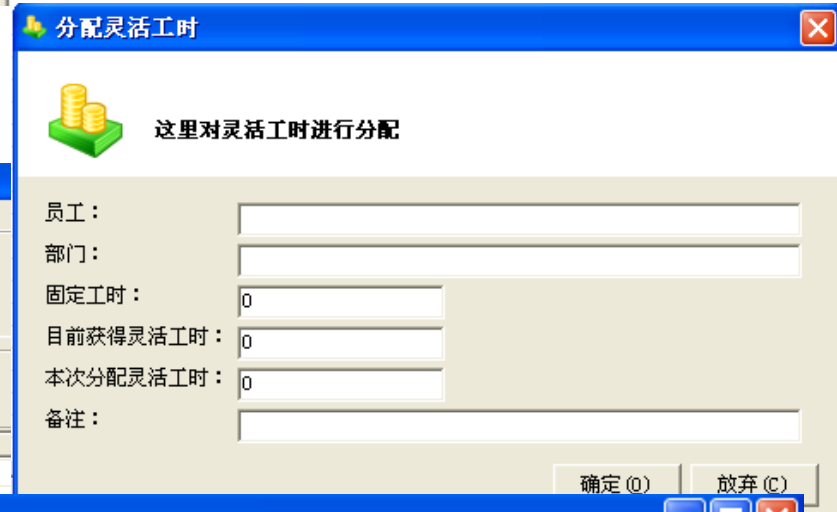 分配灵活工时
这里对灵活工时进行分配
员工：
部门：
固定工时： 0
目前获得灵活工时： 0
本次分配灵活工时： 0
备注：
确定(O) 放弃(C)